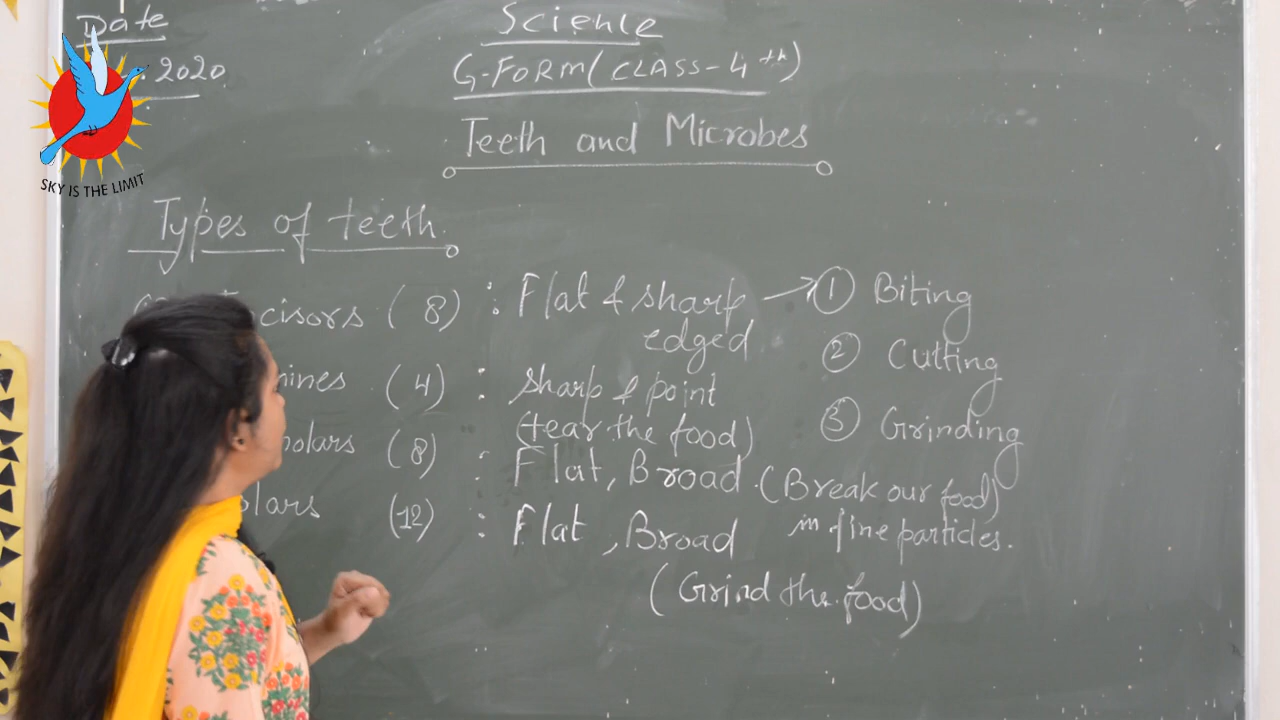 Date
.2020
SKY IS THE LIMIT
Science
G-FORM (CLASS-4th)
Teeth and Microbes
Types of teeth.
cisors (8) : Flat & sharp edged → ① Biting
② Cutting
nines (4) : sharp & point
(tear the food)
③ Grinding
olars (8) : Flat, Broad. (Break our food)
in fine particles.
lars (12) : Flat, Broad
(Grind the food)